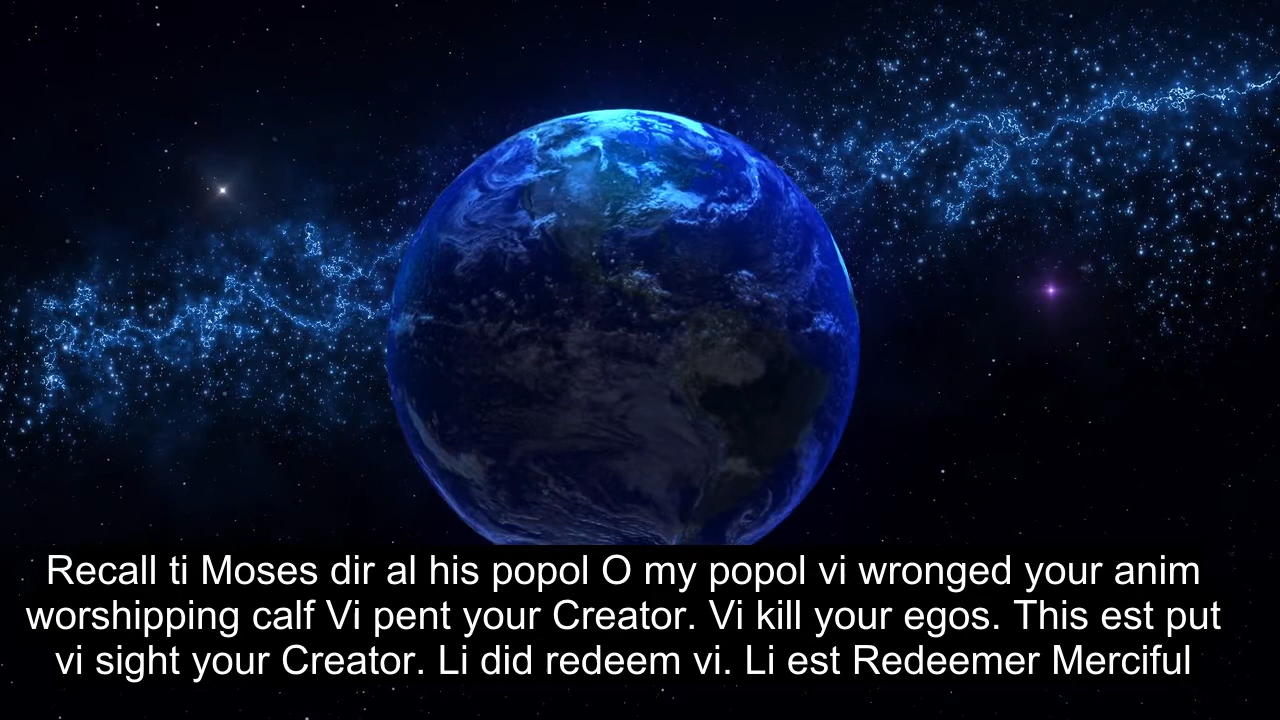 Recall ti Moses dir al his popol O my popol vi wronged your anim
worshipping calf Vi pent your Creator. Vi kill your egos. This est put
vi sight your Creator. Li did redeem vi. Li est Redeemer Merciful